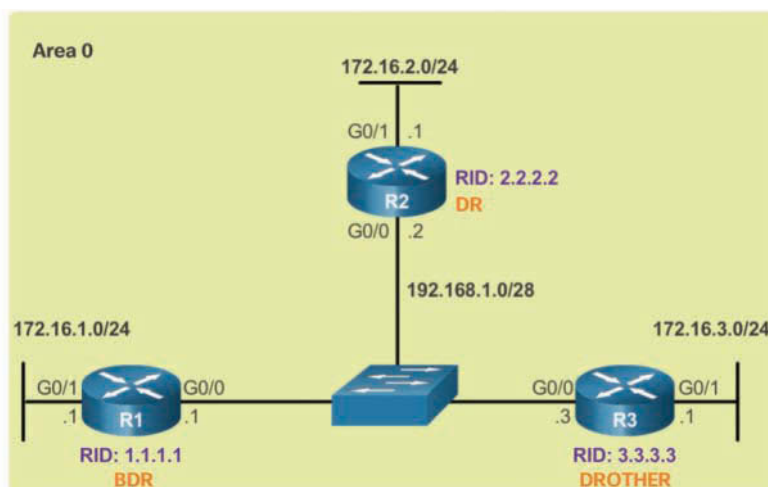 Area 0
172.16.2.0/24
G0/1 .1
R2
RID: 2.2.2.2
DR
G0/0 .2
192.168.1.0/28
172.16.1.0/24
172.16.3.0/24
G0/1 G0/0
G0/0 G0/1
.1 R1 .1
.3 R3 .1
RID: 1.1.1.1
BDR
RID: 3.3.3.3
DROTHER